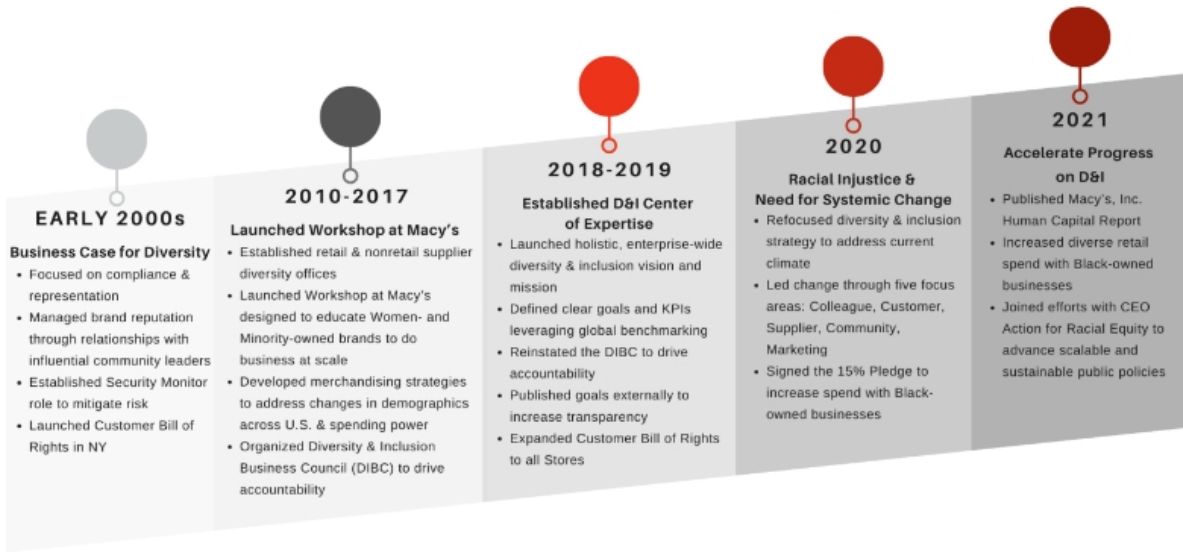 EARLY 2000s
Business Case for Diversity
• Focused on compliance &
representation
• Managed brand reputation
through relationships with
influential community leaders
• Established Security Monitor
role to mitigate risk
• Launched Customer Bill of
Rights in NY
2010-2017
Launched Workshop at Macy's
• Established retail & nonretail supplier
diversity offices
• Launched Workshop at Macy's
designed to educate Women- and
Minority-owned brands to do
business at scale
• Developed merchandising strategies
to address changes in demographics
across U.S. & spending power
• Organized Diversity & Inclusion
Business Council (DIBC) to drive
accountability
2018-2019
Established D&I Center
of Expertise
• Launched holistic, enterprise-wide
diversity & inclusion vision and
mission
• Defined clear goals and KPIs
leveraging global benchmarking
• Reinstated the DIBC to drive
accountability
• Published goals externally to
increase transparency
• Expanded Customer Bill of Rights
to all Stores
2020
Racial Injustice &
Need for Systemic Change
• Refocused diversity & inclusion
strategy to address current
climate
• Led change through five focus
areas: Colleague, Customer,
Supplier, Community,
Marketing
• Signed the 15% Pledge to
increase spend with Black-
owned businesses
2021
Accelerate Progress
on D&I
• Published Macy's, Inc.
Human Capital Report
• Increased diverse retail
spend with Black-owned
businesses
• Joined efforts with CEO
Action for Racial Equity to
advance scalable and
sustainable public policies